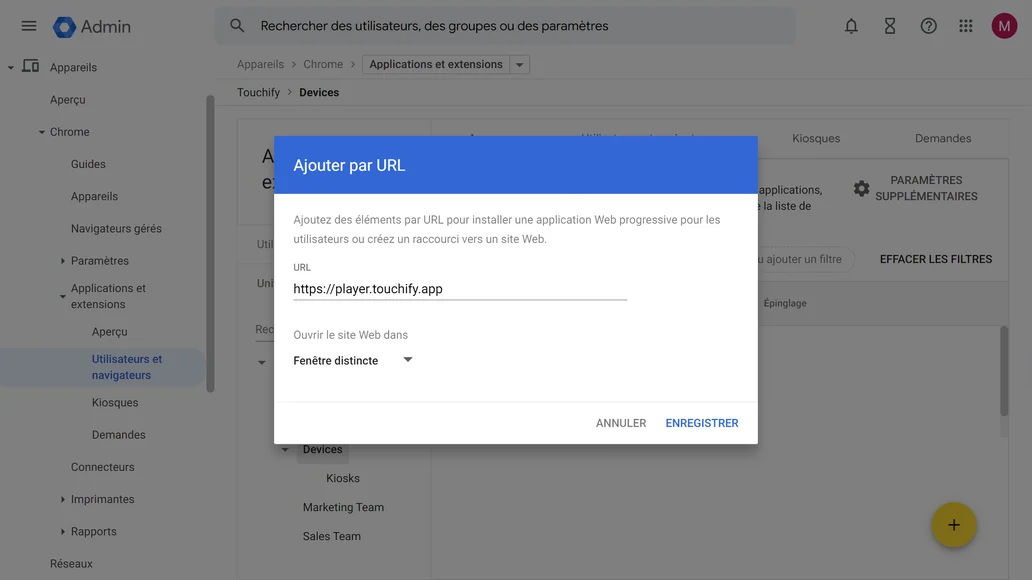 Admin
Rechercher des utilisateurs, des groupes ou des paramètres
M
Appareils
Aperçu
Chrome
Guides
Appareils
Navigateurs gérés
Paramètres
Applications et
extensions
Aperçu
Utilisateurs et
navigateurs
Kiosques
Demandes
Connecteurs
Imprimantes
Rapports
Réseaux
Appareils > Chrome > Applications et extensions
Touchify > Devices
Kiosques
Demandes
applications,
la liste de
PARAMÈTRES
SUPPLÉMENTAIRES
ajouter un filtre
EFFACER LES FILTRES
Épinglage
Ajouter par URL
Ajoutez des éléments par URL pour installer une application Web progressive pour les
utilisateurs ou créez un raccourci vers un site Web.
URL
https://player.touchify.app
Ouvrir le site Web dans
Fenêtre distincte
ANNULER
ENREGISTRER
Devices
Kiosks
Marketing Team
Sales Team
+